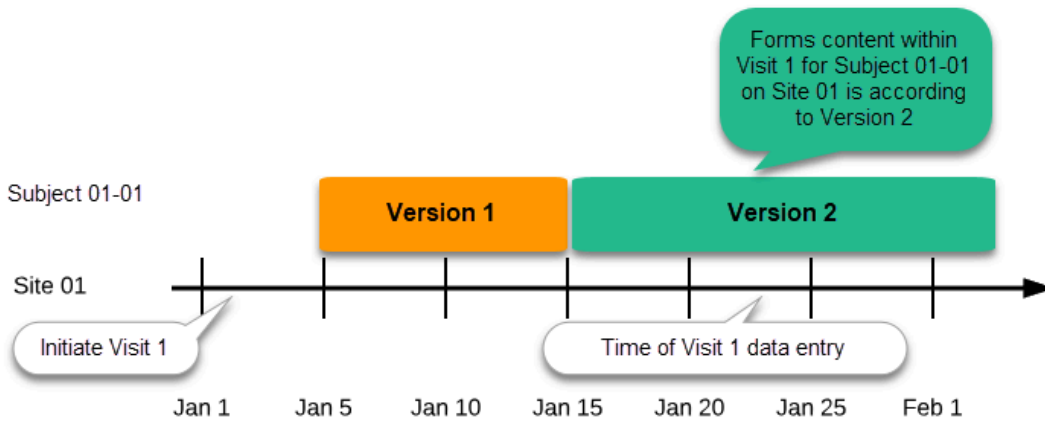 Forms content within
Visit 1 for Subject 01-01
on Site 01 is according
to Version 2
Subject 01-01
Version 1
Version 2
Site 01
Initiate Visit 1
Time of Visit 1 data entry
Jan 1
Jan 5
Jan 10
Jan 15
Jan 20
Jan 25
Feb 1